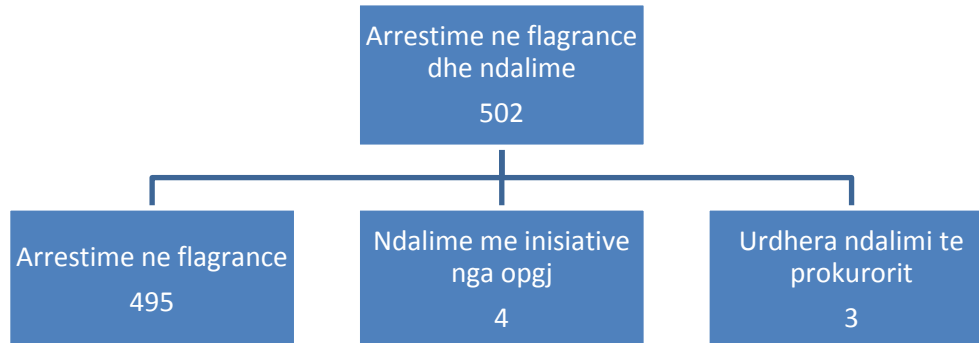 Arrestime ne flagrance
dhe ndalime
502
Arrestime ne flagrance
495
Ndalime me inisiative
nga opgj
4
Urdhera ndalimi te
prokurorit
3